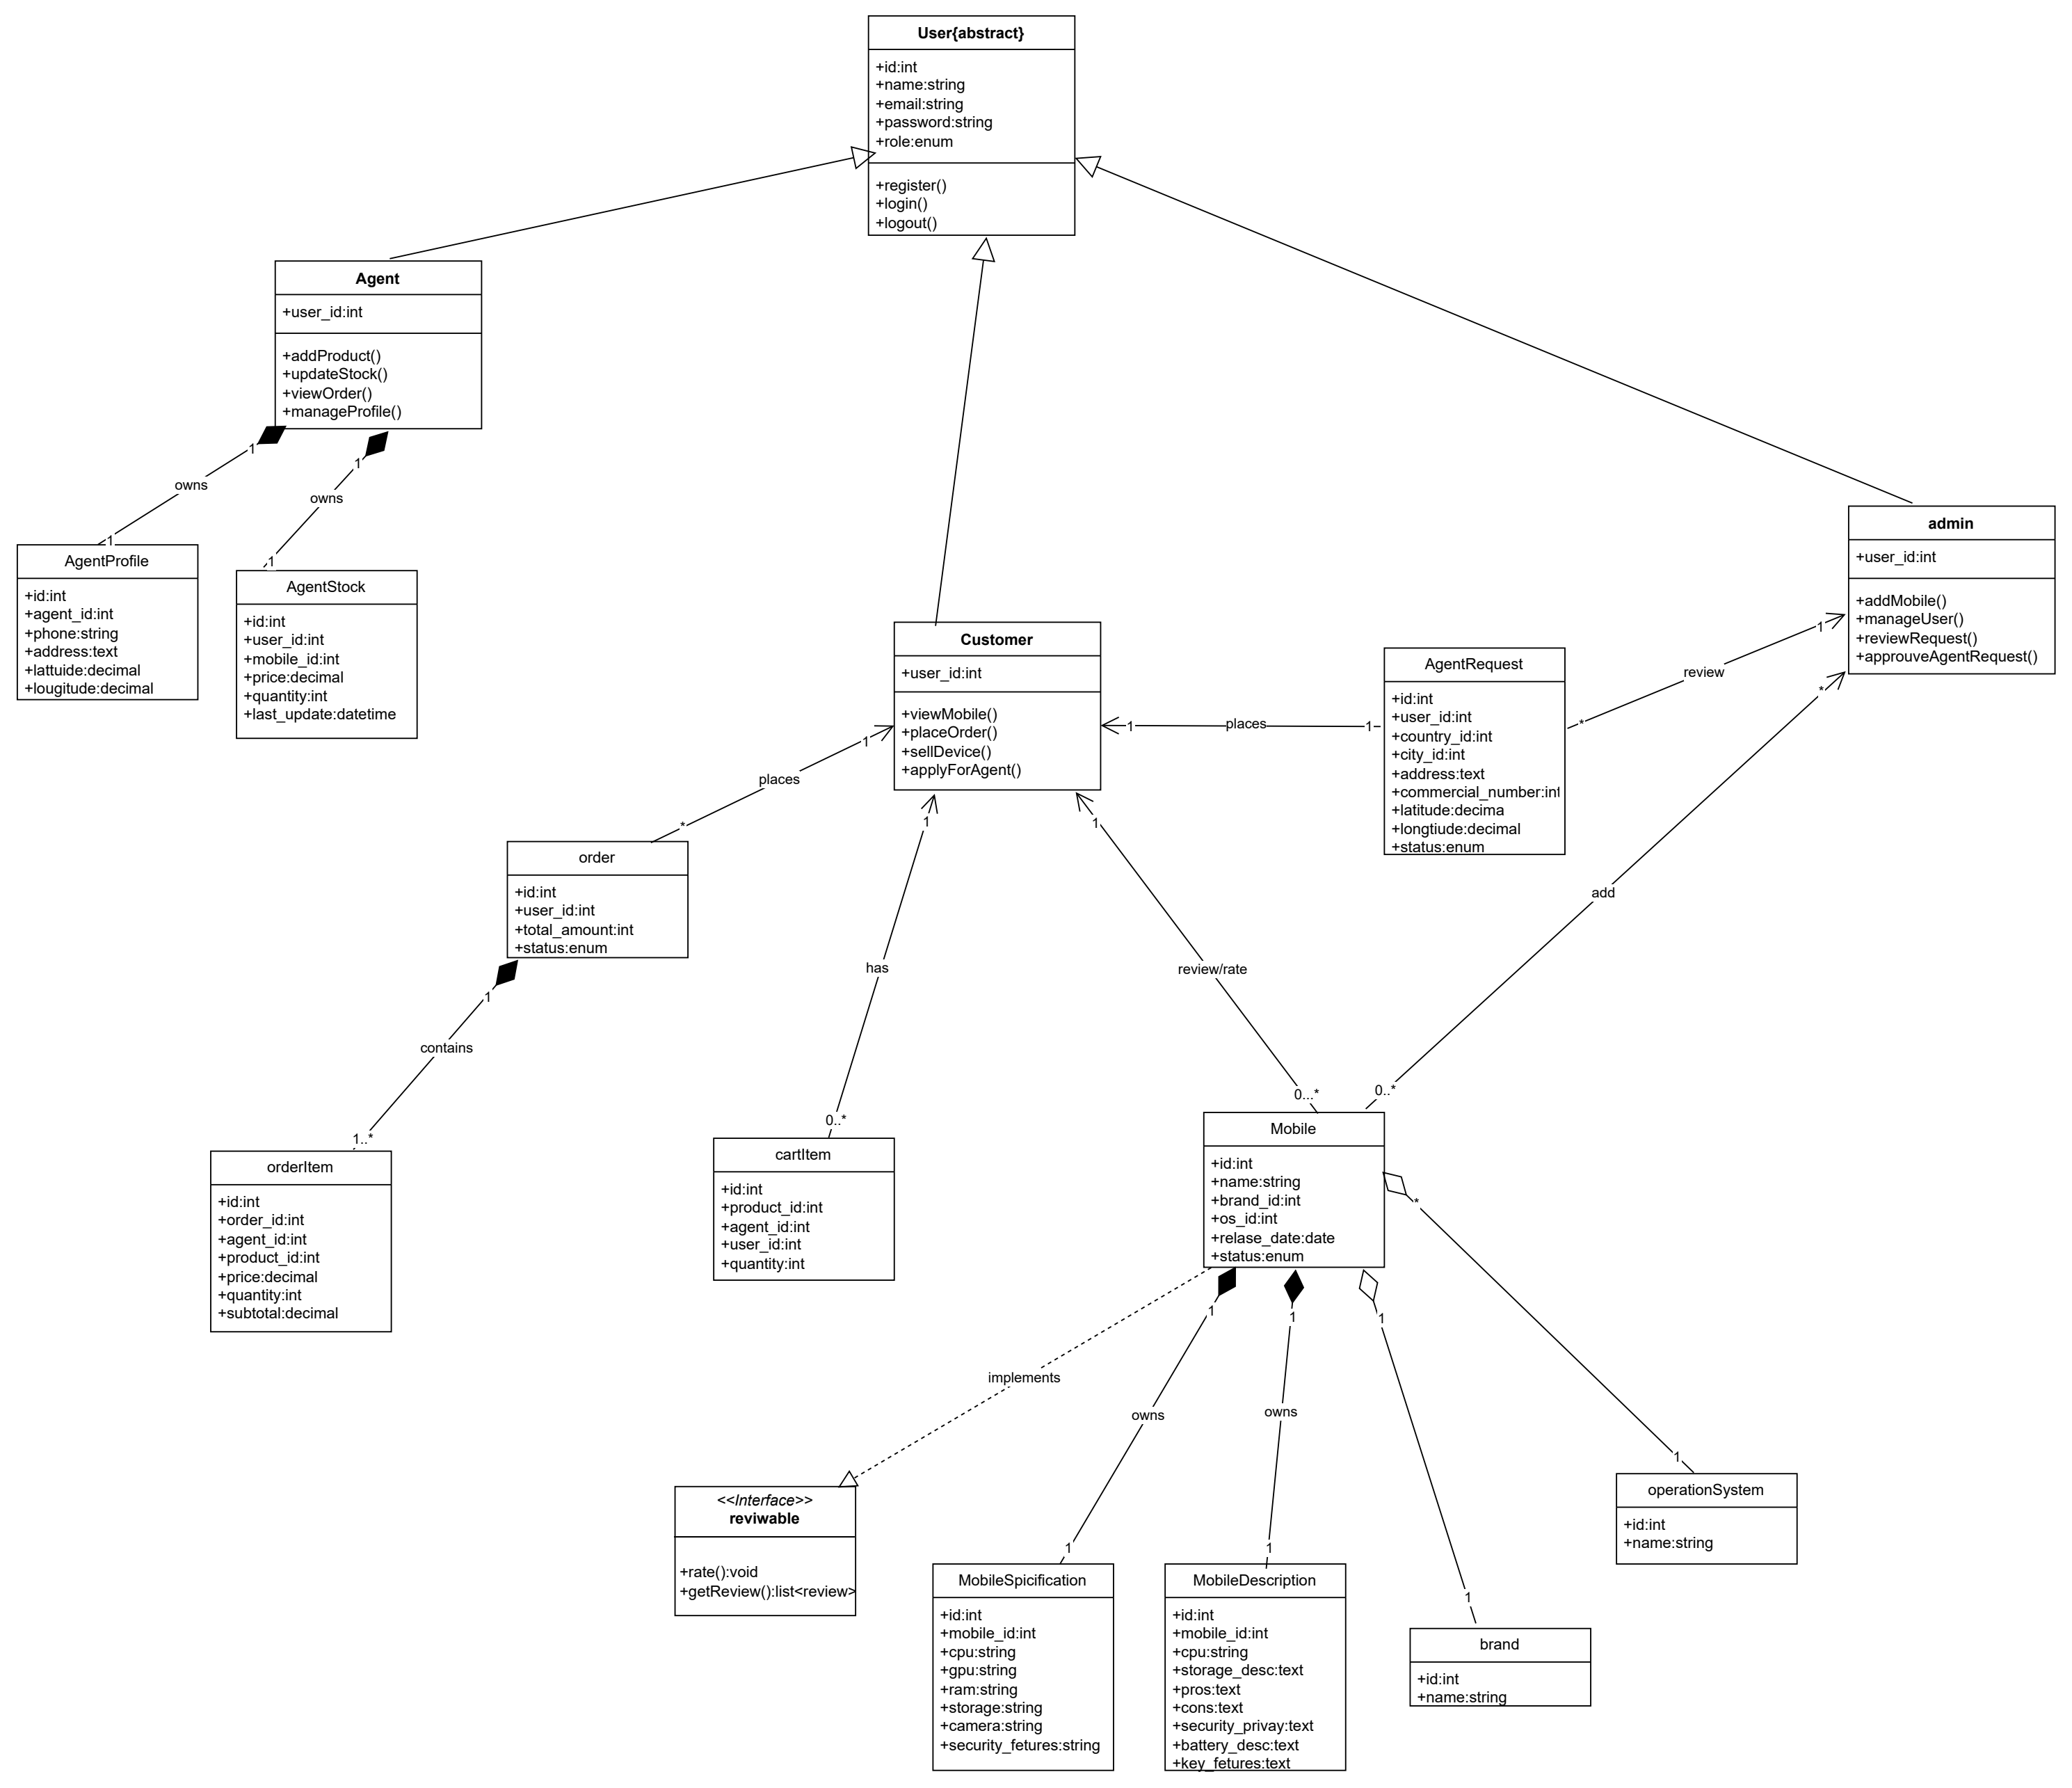 User{abstract}
+id:int
+name:string
+email:string
+password:string
+role:enum
+register()
+login()
+logout()
Agent
+user_id:int
+addProduct()
+updateStock()
+viewOrder()
+manageProfile()
1
owns
1
1
owns
1
AgentProfile
+id:int
+agent_id:int
+phone:string
+address:text
+lattuide:decimal
+lougitude:decimal
AgentStock
+id:int
+user_id:int
+mobile_id:int
+price:decimal
+quantity:int
+last_update:datetime
admin
+user_id:int
+addMobile()
+manageUser()
+reviewRequest()
+approuveAgentRequest()
Customer
+user_id:int
+viewMobile()
+placeOrder()
+sellDevice()
+applyForAgent()
1
places
1
AgentRequest
+id:int
+user_id:int
+country_id:int
+city_id:int
+address:text
+commercial_number:int
+latitude:decima
+longtiude:decimal
+status:enum
1
review
*
*
add
0..*
1
places
*
order
+id:int
+user_id:int
+total_amount:int
+status:enum
1
has
0..*
1
review/rate
0...*
1
contains
1..*
orderItem
+id:int
+order_id:int
+agent_id:int
+product_id:int
+price:decimal
+quantity:int
+subtotal:decimal
cartItem
+id:int
+product_id:int
+agent_id:int
+user_id:int
+quantity:int
Mobile
+id:int
+name:string
+brand_id:int
+os_id:int
+relase_date:date
+status:enum
implements
1
owns
1
1
owns
1
1
1
*
1
<<Interface>>
reviwable
+rate():void
+getReview():list<review>
MobileSpicification
+id:int
+mobile_id:int
+cpu:string
+gpu:string
+ram:string
+storage:string
+camera:string
+security_fetures:string
MobileDescription
+id:int
+mobile_id:int
+cpu:string
+storage_desc:text
+pros:text
+cons:text
+security_privay:text
+battery_desc:text
+key_fetures:text
brand
+id:int
+name:string
operationSystem
+id:int
+name:string